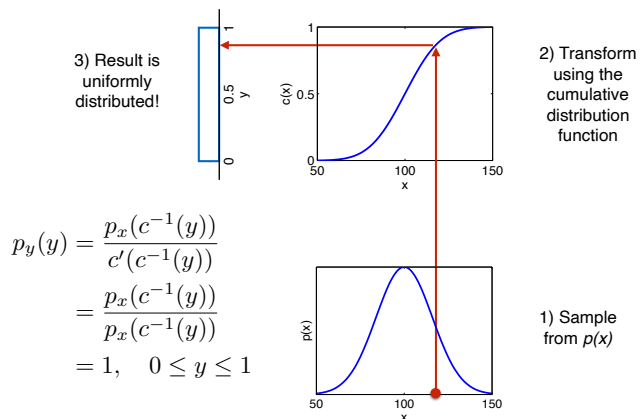 3) Result is
uniformly
distributed!
0
0.5
1
y
1
0.5
0
c(x)
50
100
150
x
2) Transform
using the
cumulative
distribution
function
p_y(y) = p_x(c^{-1}(y)) / c'(c^{-1}(y))
= p_x(c^{-1}(y)) / p_x(c^{-1}(y))
= 1, 0 ≤ y ≤ 1
p(x)
50
100
150
x
1) Sample
from p(x)